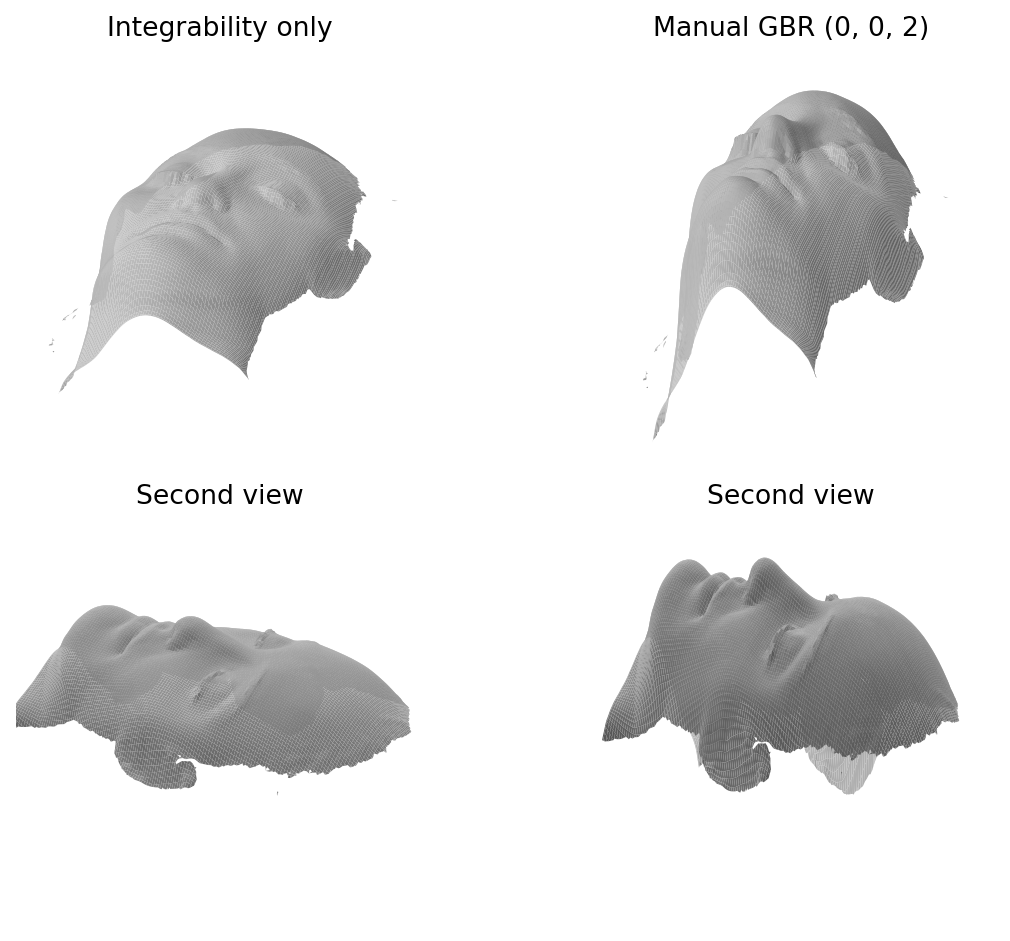 Integrability only
Manual GBR (0, 0, 2)
Second view
Second view